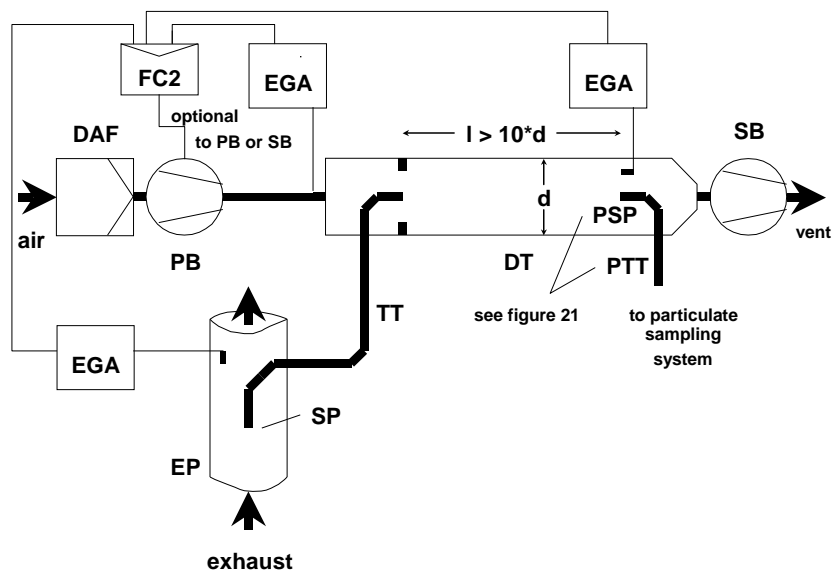 FC2
EGA
EGA
optional
to PB or SB
DAF
l > 10*d
SB
air
PB
d
PSP
DT
PTT
vent
TT
see figure 21
to particulate
sampling
system
EGA
SP
EP
exhaust